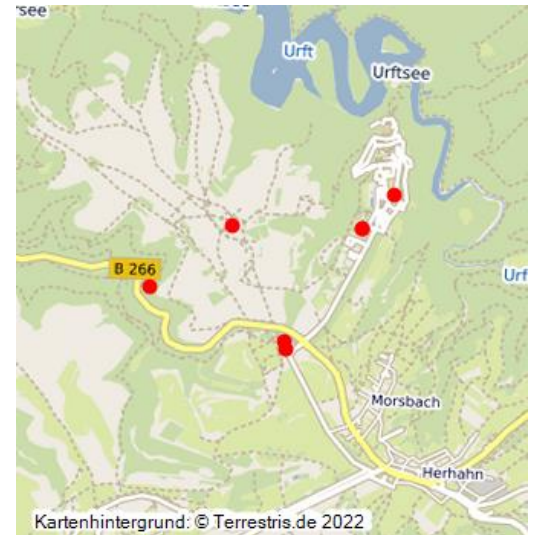 see
Urft
Urftsee
B 266
Urf
Morsbach
Herhahn
Kartenhintergrund: © Terrestris.de 2022